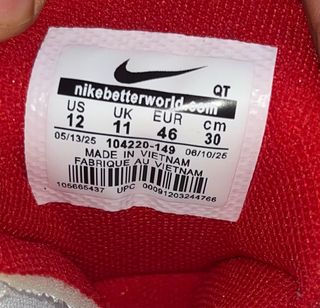 QT
nikebetterworld.com
US UK EUR cm
12 11 46 30
05/13/25 104220-149 06/10/25
MADE IN VIETNAM
FABRIQUE AU VIETNAM
105665437 UPC 00091203244766